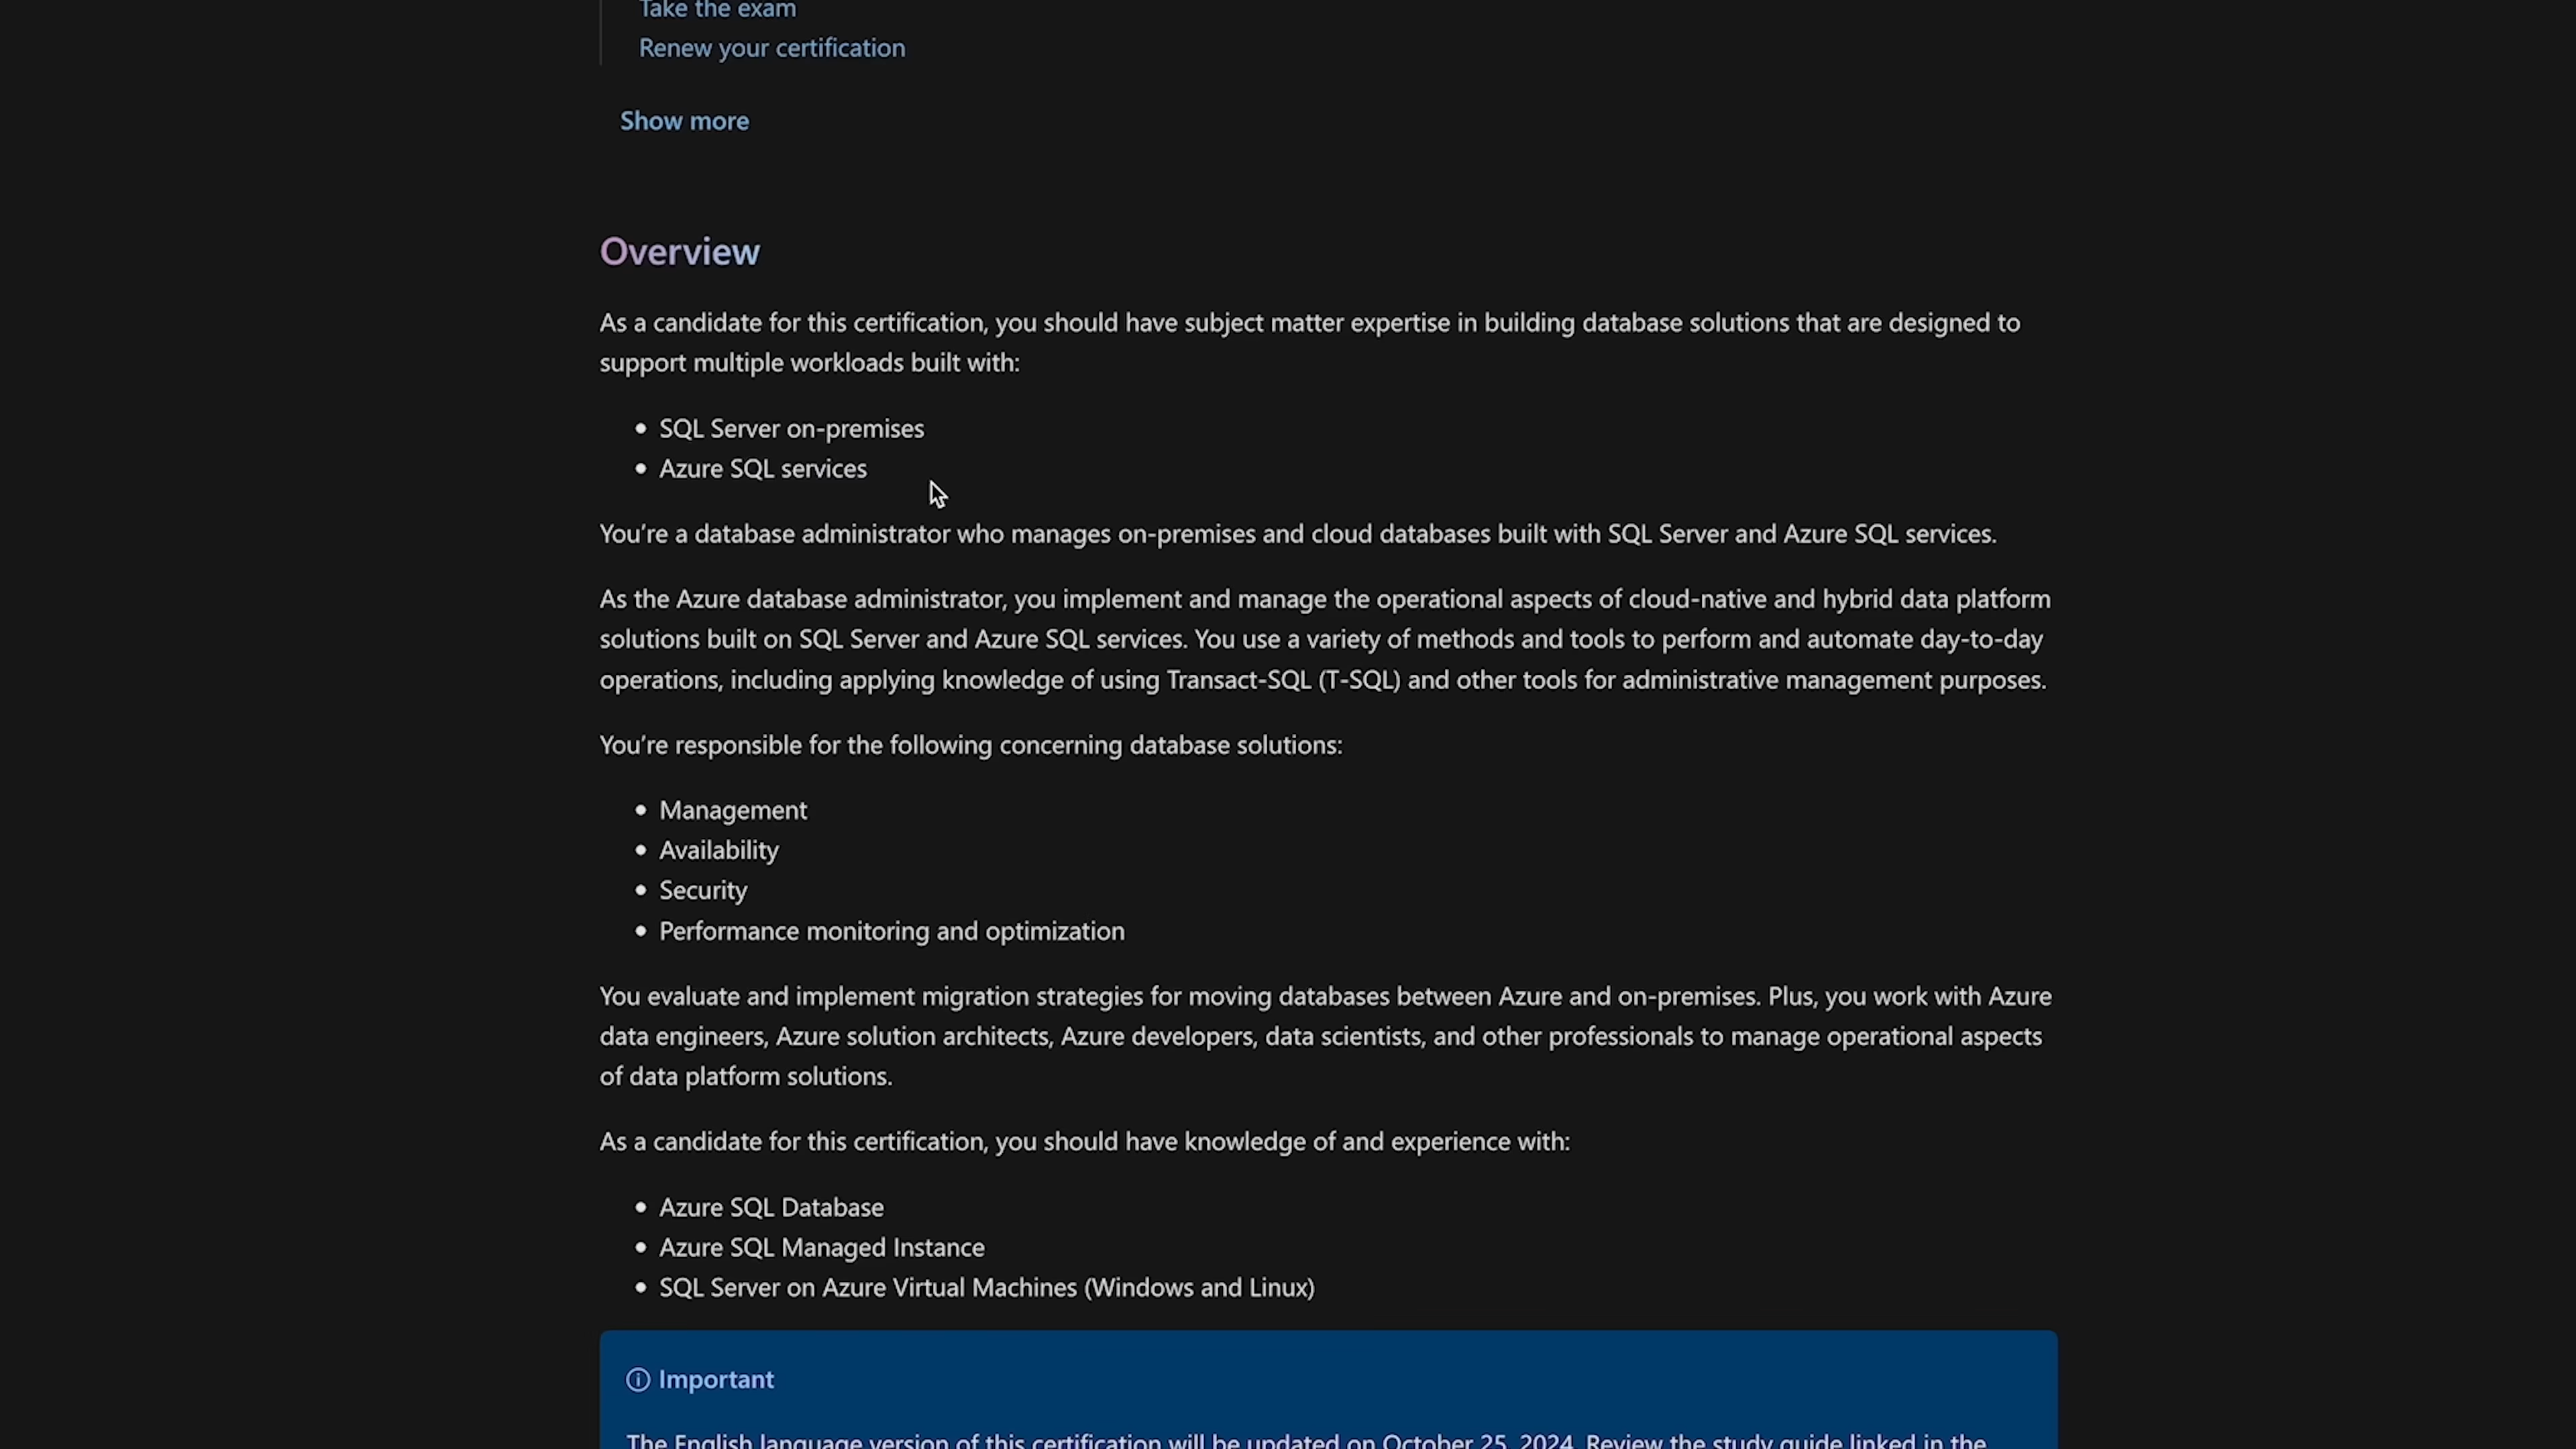 Take the exam
Renew your certification
Show more
Overview
As a candidate for this certification, you should have subject matter expertise in building database solutions that are designed to
support multiple workloads built with:
• SQL Server on-premises
• Azure SQL services
You’re a database administrator who manages on-premises and cloud databases built with SQL Server and Azure SQL services.
As the Azure database administrator, you implement and manage the operational aspects of cloud-native and hybrid data platform
solutions built on SQL Server and Azure SQL services. You use a variety of methods and tools to perform and automate day-to-day
operations, including applying knowledge of using Transact-SQL (T-SQL) and other tools for administrative management purposes.
You’re responsible for the following concerning database solutions:
• Management
• Availability
• Security
• Performance monitoring and optimization
You evaluate and implement migration strategies for moving databases between Azure and on-premises. Plus, you work with Azure
data engineers, Azure solution architects, Azure developers, data scientists, and other professionals to manage operational aspects
of data platform solutions.
As a candidate for this certification, you should have knowledge of and experience with:
• Azure SQL Database
• Azure SQL Managed Instance
• SQL Server on Azure Virtual Machines (Windows and Linux)
Important
The English language version of this certification will be updated on October 25, 2024. Review the study guide linked in the